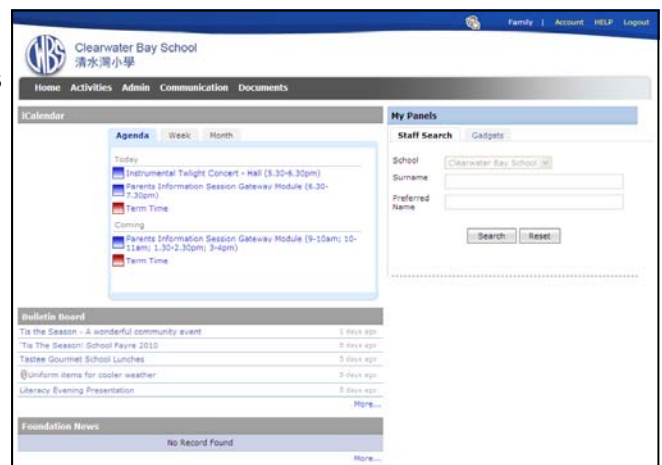 Family | Account HELP Logout
CWBS
Clearwater Bay School
清水灣小學
Home Activities Admin Communication Documents
iCalendar
Agenda Week Month
Today
Instrumental Twilight Concert - Hall (5.30-6.30pm)
Parents Information Session Gateway Module (6.30-
7.30pm)
Term Time
Coming
Parents Information Session Gateway Module (9-10am; 10-
11am; 1.30-2.30pm; 3-4pm)
Term Time
My Panels
Staff Search Gadgets
School Clearwater Bay School
Surname
Preferred
Name
Search Reset
Bulletin Board
Tis the Season - A wonderful community event 1 days ago
'Tis The Season! School Fayre 2010 days ago
Tastee Gourmet School Lunches days ago
Uniform items for cooler weather days ago
Literacy Evening Presentation days ago
More...
Foundation News
No Record Found
More...